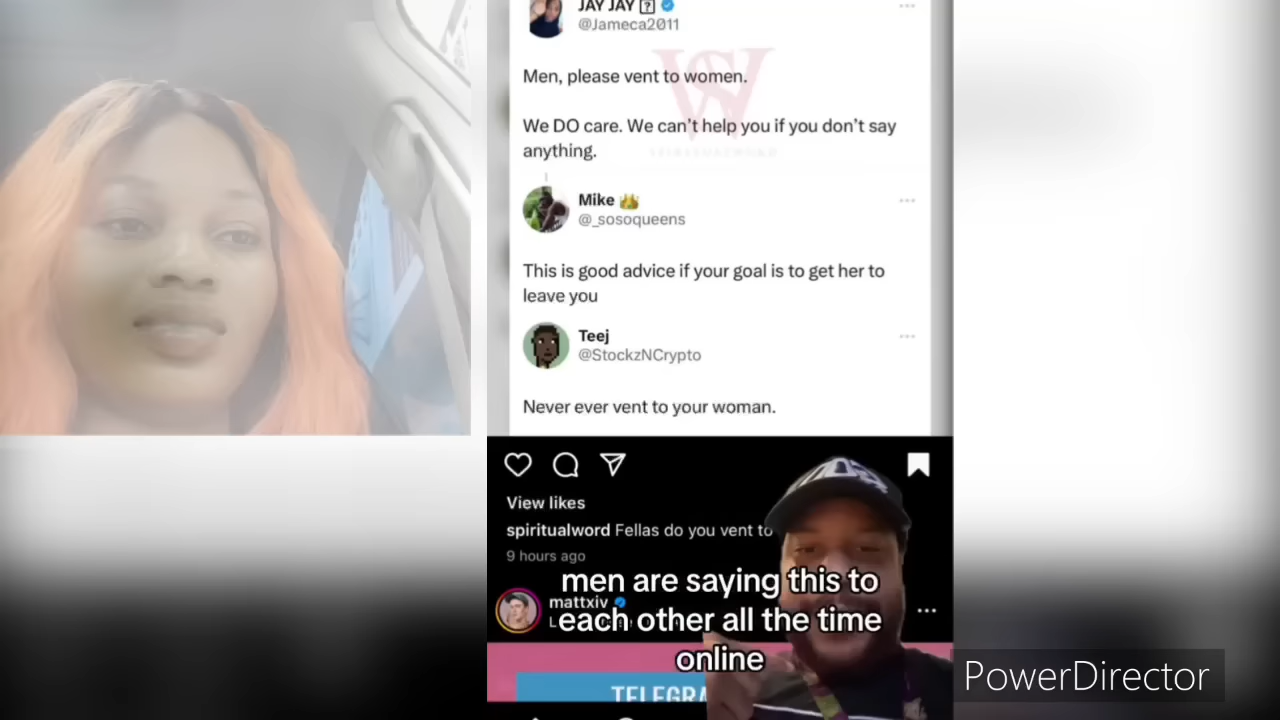 JAY JAY
@Jameca2011
Men, please vent to women.
We DO care. We can't help you if you don't say
anything.
Mike
@_sosoqueens
This is good advice if your goal is to get her to
leave you
Teej
@StockzNCrypto
Never ever vent to your woman.
View likes
spiritualword Fellas do you vent to
9 hours ago
mattxiv
men are saying this to
each other all the time
online
PowerDirector